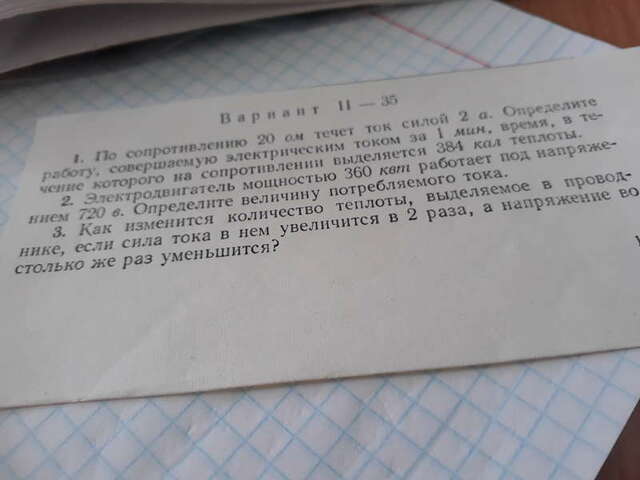 Вариант II — 35
1. По сопротивлению 20 ом течет ток силой 2 а. Определите
работу, совершаемую электрическим током за 1 мин, время, в те-
чение которого на сопротивлении выделяется 384 кал теплоты.
2. Электродвигатель мощностью 360 квт работает под напряже-
нием 720 в. Определите величину потребляемого тока.
3. Как изменится количество теплоты, выделяемое в провод-
нике, если сила тока в нем увеличится в 2 раза, а напряжение во
столько же раз уменьшится?